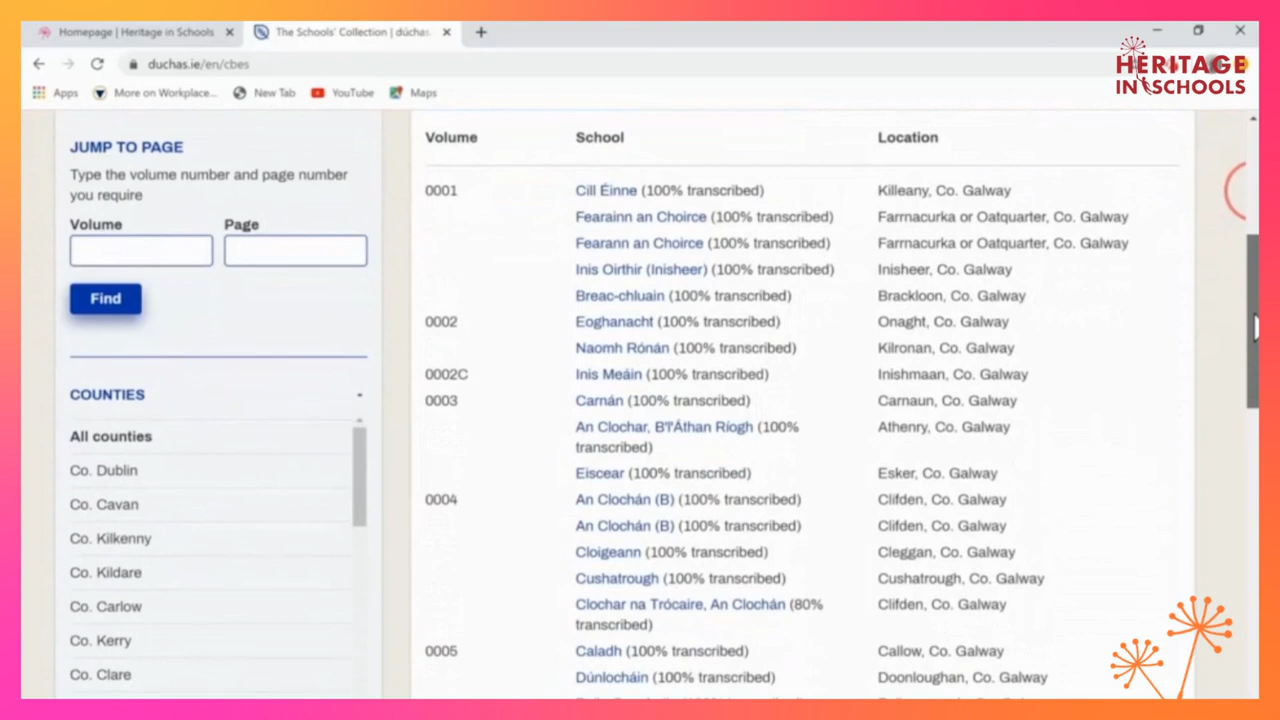 Homepage | Heritage in Schools
The Schools' Collection | dúchas
duchas.ie/en/cbes
Apps More on Workplace... New Tab YouTube Maps
HERITAGE
IN SCHOOLS
JUMP TO PAGE
Type the volume number and page number
you require
Volume Page
Find
COUNTIES
All counties
Co. Dublin
Co. Cavan
Co. Kilkenny
Co. Kildare
Co. Carlow
Co. Kerry
Co. Clare
Volume School Location
0001 Cill Éinne (100% transcribed) Killeany, Co. Galway
Fearainn an Choirce (100% transcribed) Farrnacurka or Oatquarter, Co. Galway
Fearann an Choirce (100% transcribed) Farrnacurka or Oatquarter, Co. Galway
Inis Oirthir (Inisheer) (100% transcribed) Inisheer, Co. Galway
Breac-chluain (100% transcribed) Brackloon, Co. Galway
0002 Eoghanacht (100% transcribed) Onaght, Co. Galway
Naomh Rónán (100% transcribed) Kilronan, Co. Galway
0002C Inis Meáin (100% transcribed) Inishmaan, Co. Galway
0003 Carnán (100% transcribed) Carnaun, Co. Galway
An Clochar, B'l'Áthan Ríogh (100% Athenry, Co. Galway
transcribed)
Eiscear (100% transcribed) Esker, Co. Galway
0004 An Clochán (B) (100% transcribed) Clifden, Co. Galway
An Clochán (B) (100% transcribed) Clifden, Co. Galway
Cloigeann (100% transcribed) Cleggan, Co. Galway
Cushatrough (100% transcribed) Cushatrough, Co. Galway
Clochar na Trócaire, An Clochán (80% Clifden, Co. Galway
transcribed)
0005 Caladh (100% transcribed) Callow, Co. Galway
Dúnlocháin (100% transcribed) Doonloughan, Co. Galway